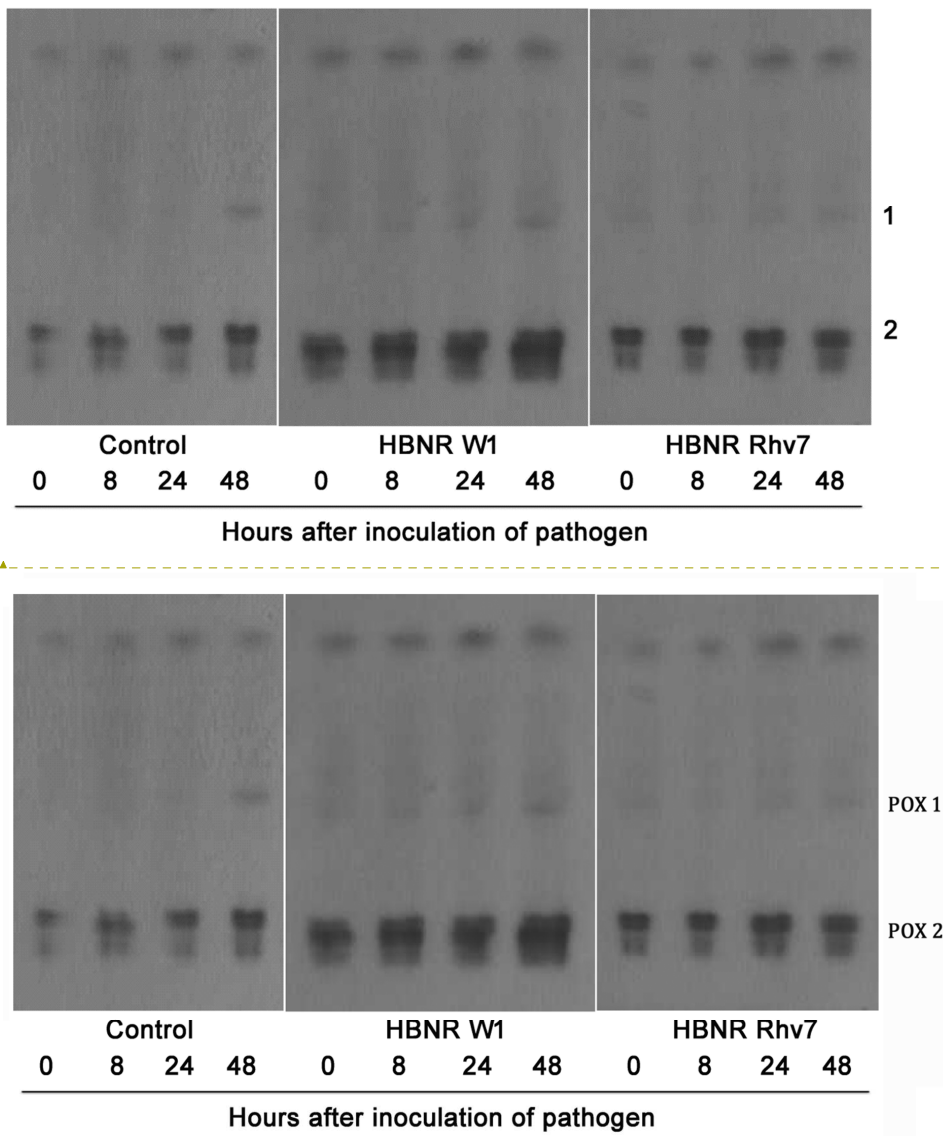 1
2
Control HBNR W1 HBNR Rhv7
0 8 24 48 0 8 24 48 0 8 24 48
Hours after inoculation of pathogen
POX 1
POX 2
Control HBNR W1 HBNR Rhv7
0 8 24 48 0 8 24 48 0 8 24 48
Hours after inoculation of pathogen